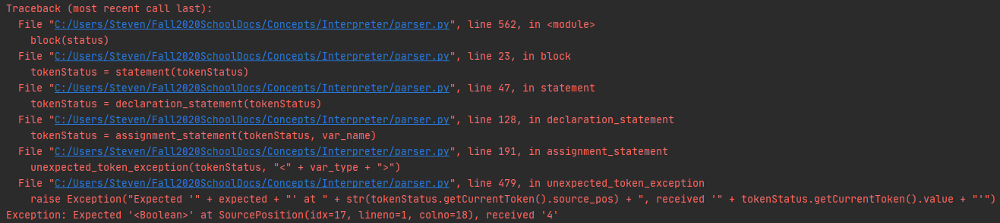 Traceback (most recent call last):
  File "C:/Users/Steven/Fall2020SchoolDocs/Concepts/Interpreter/parser.py", line 562, in <module>
    block(status)
  File "C:/Users/Steven/Fall2020SchoolDocs/Concepts/Interpreter/parser.py", line 23, in block
    tokenStatus = statement(tokenStatus)
  File "C:/Users/Steven/Fall2020SchoolDocs/Concepts/Interpreter/parser.py", line 47, in statement
    tokenStatus = declaration_statement(tokenStatus)
  File "C:/Users/Steven/Fall2020SchoolDocs/Concepts/Interpreter/parser.py", line 128, in declaration_statement
    tokenStatus = assignment_statement(tokenStatus, var_name)
  File "C:/Users/Steven/Fall2020SchoolDocs/Concepts/Interpreter/parser.py", line 191, in assignment_statement
    unexpected_token_exception(tokenStatus, "<" + var_type + ">")
  File "C:/Users/Steven/Fall2020SchoolDocs/Concepts/Interpreter/parser.py", line 479, in unexpected_token_exception
    raise Exception("Expected '" + expected + "' at " + str(tokenStatus.getCurrentToken().source_pos) + ", received '" + tokenStatus.getCurrentToken().value + "'")
Exception: Expected '<Boolean>' at SourcePosition(idx=17, lineno=1, colno=18), received '4'